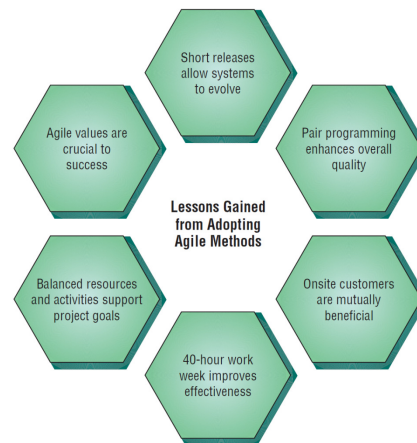 Short releases
allow systems
to evolve
Agile values are
crucial to
success
Pair programming
enhances overall
quality
Lessons Gained
from Adopting
Agile Methods
Balanced resources
and activities support
project goals
Onsite customers
are mutually
beneficial
40-hour work
week improves
effectiveness